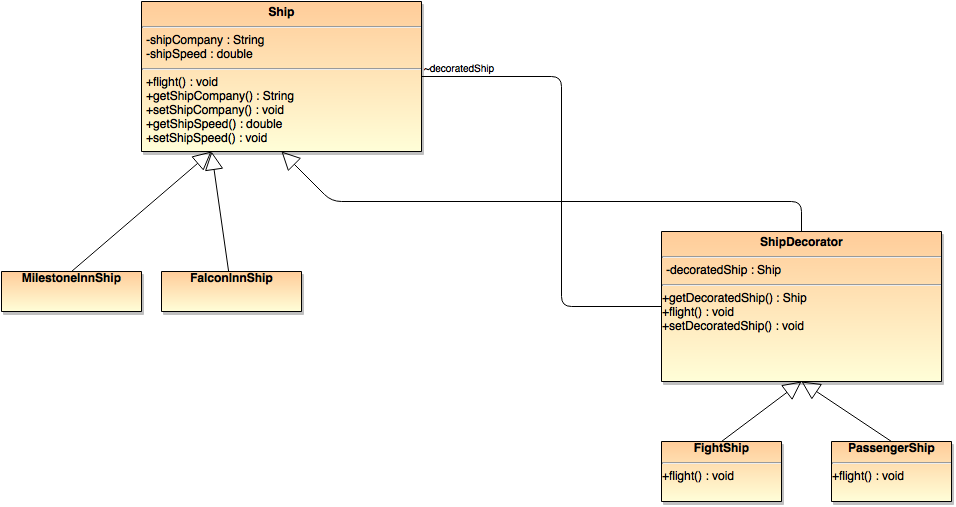 Ship
-shipCompany : String
-shipSpeed : double
+flight() : void
+getShipCompany() : String
+setShipCompany() : void
+getShipSpeed() : double
+setShipSpeed() : void
~decoratedShip
MilestoneInnShip
FalconInnShip
ShipDecorator
-decoratedShip : Ship
+getDecoratedShip() : Ship
+flight() : void
+setDecoratedShip() : void
FightShip
+flight() : void
PassengerShip
+flight() : void